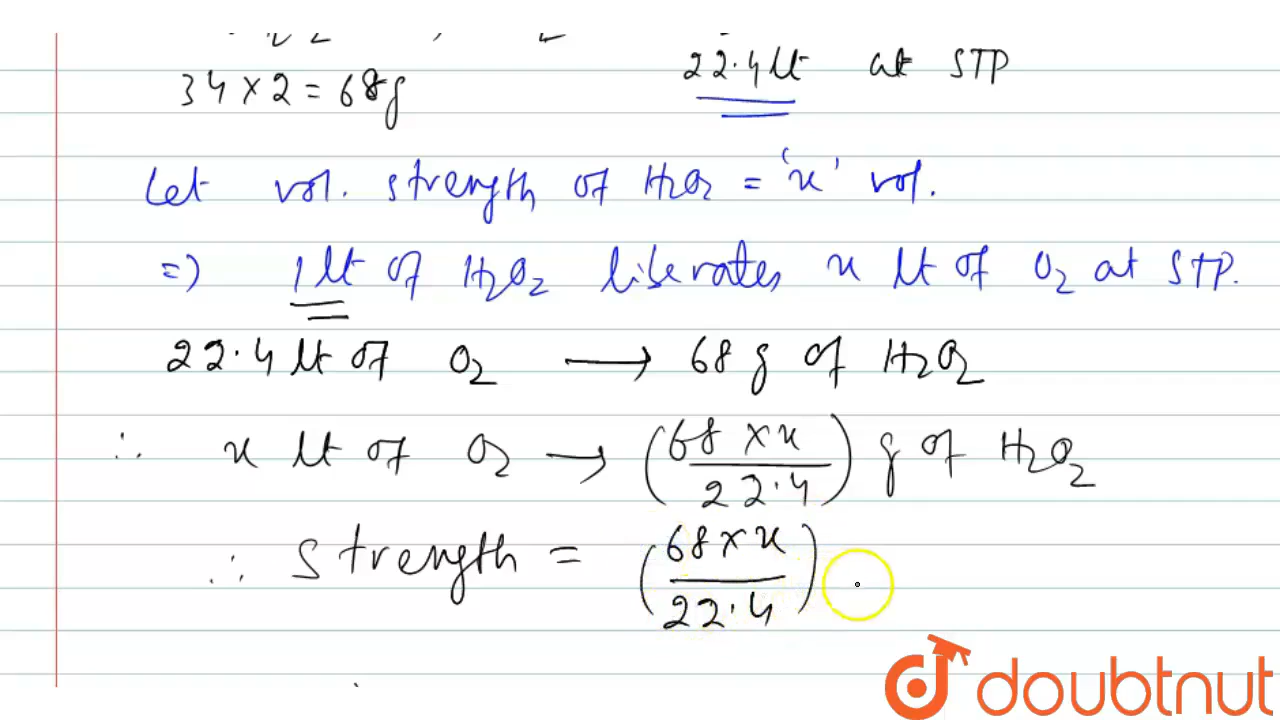 34 × 2 = 68g
22.4 lt at STP
Let vol. strength of H2O2 = 'x' vol.
=) 1 lt of H2O2 liberates x lt of O2 at STP.
22.4 lt of O2 ⟶ 68 g of H2O2
∴ x lt of O2 → (68 × x / 22.4) g of H2O2
∴ Strength = (68 × x / 22.4)
doubtnut